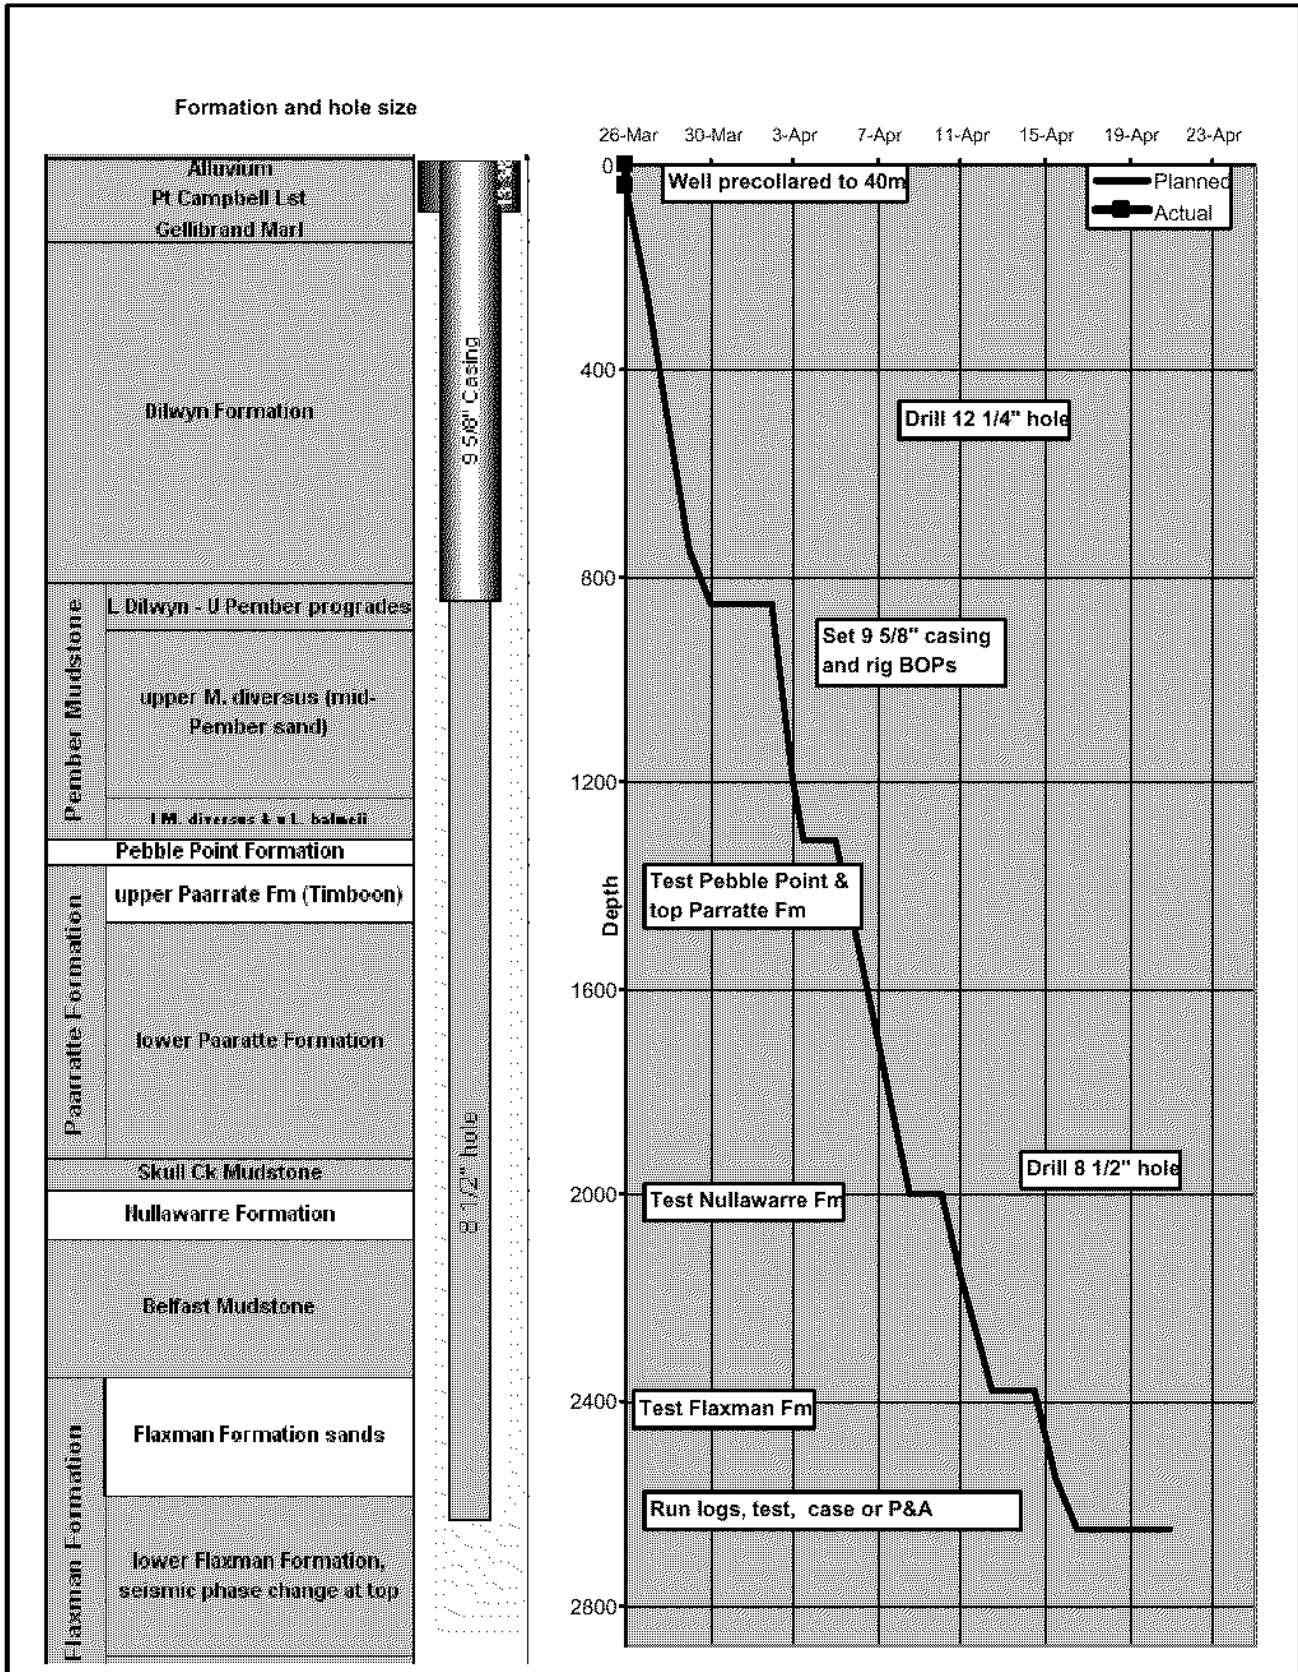 Formation and hole size
Alluvium
Pt Campbell Lst
Gellibrand Marl
Dilwyn Formation
Pember Mudstone
L Dilwyn - U Pember progrades
upper M. diversus (mid-
Pember sand)
l M. diversus & u L. balmeii
Pebble Point Formation
Paarratte Formation
upper Paarrate Fm (Timboon)
lower Paaratte Formation
Skull Ck Mudstone
Nullawarre Formation
Belfast Mudstone
Flaxman Formation
Flaxman Formation sands
lower Flaxman Formation,
seismic phase change at top
9 5/8" Casing
8 1/2" hole
26-Mar 30-Mar 3-Apr 7-Apr 11-Apr 15-Apr 19-Apr 23-Apr
0
400
800
1200
1600
2000
2400
2800
Depth
Well precollared to 40m
Planned
Actual
Drill 12 1/4" hole
Set 9 5/8" casing
and rig BOPs
Test Pebble Point &
top Parratte Fm
Drill 8 1/2" hole
Test Nullawarre Fm
Test Flaxman Fm
Run logs, test, case or P&A